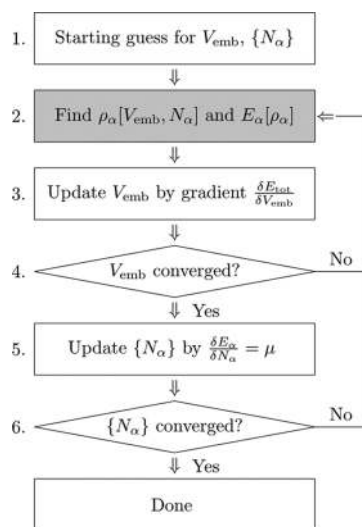 1. Starting guess for V_emb, {N_α}
⇓
2. Find ρ_α[V_emb, N_α] and E_α[ρ_α] ⇐
⇓
3. Update V_emb by gradient δE_tot/δV_emb
⇓
No
4. V_emb converged?
⇓ Yes
5. Update {N_α} by δE_α/δN_α = μ
⇓
No
6. {N_α} converged?
⇓ Yes
Done